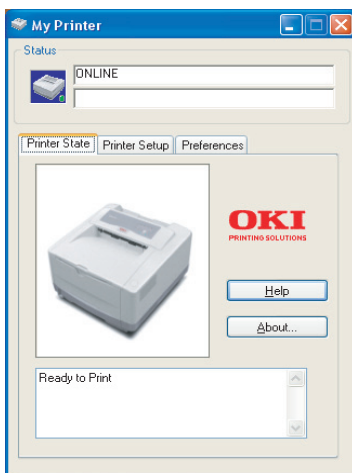 My Printer
Status
ONLINE
Printer State
Printer Setup
Preferences
OKI
PRINTING SOLUTIONS
Help
About...
Ready to Print